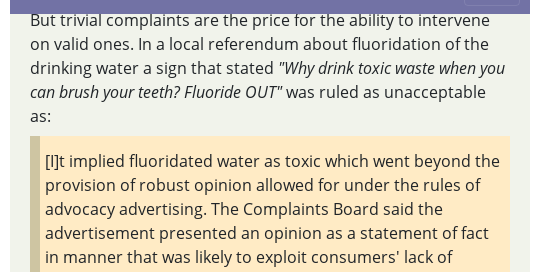 But trivial complaints are the price for the ability to intervene
on valid ones. In a local referendum about fluoridation of the
drinking water a sign that stated "Why drink toxic waste when you
can brush your teeth? Fluoride OUT" was ruled as unacceptable
as:
[I]t implied fluoridated water as toxic which went beyond the
provision of robust opinion allowed for under the rules of
advocacy advertising. The Complaints Board said the
advertisement presented an opinion as a statement of fact
in manner that was likely to exploit consumers' lack of